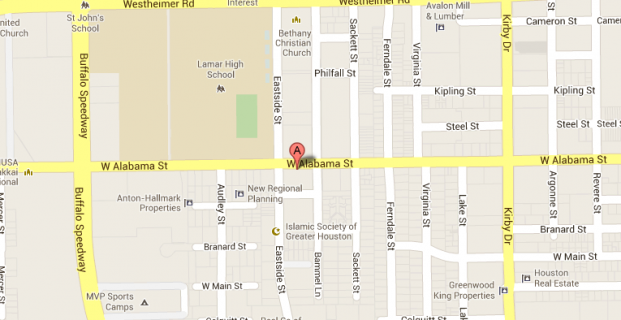 Westheimer Rd
Interest
Westheimer Rd
St John's
School
United
Church
Bethany
Christian
Church
Avalon Mill
& Lumber
Cameron St
Kirby Dr
Sackett St
Ferndale St
Virginia St
Lamar High
School
Philfall St
Buffalo Speedway
Eastside St
Kipling St
Kipling St
Steel St
Steel St
A
W Alabama St
W Alabama St
W Alabama St
Anton-Hallmark
Properties
Audley St
New Regional
Planning
Buffalo Speedway
Mercer St
Islamic Society of
Greater Houston
Ferndale St
Virginia St
Lake St
Kirby Dr
Argonne St
Revere St
Branard St
Branard St
Eastside St
Bammel Ln
Sackett St
W Main St
W Main St
Mercer St
MVP Sports
Camps
Greenwood
King Properties
Houston
Real Estate
Lake St
Colquitt St